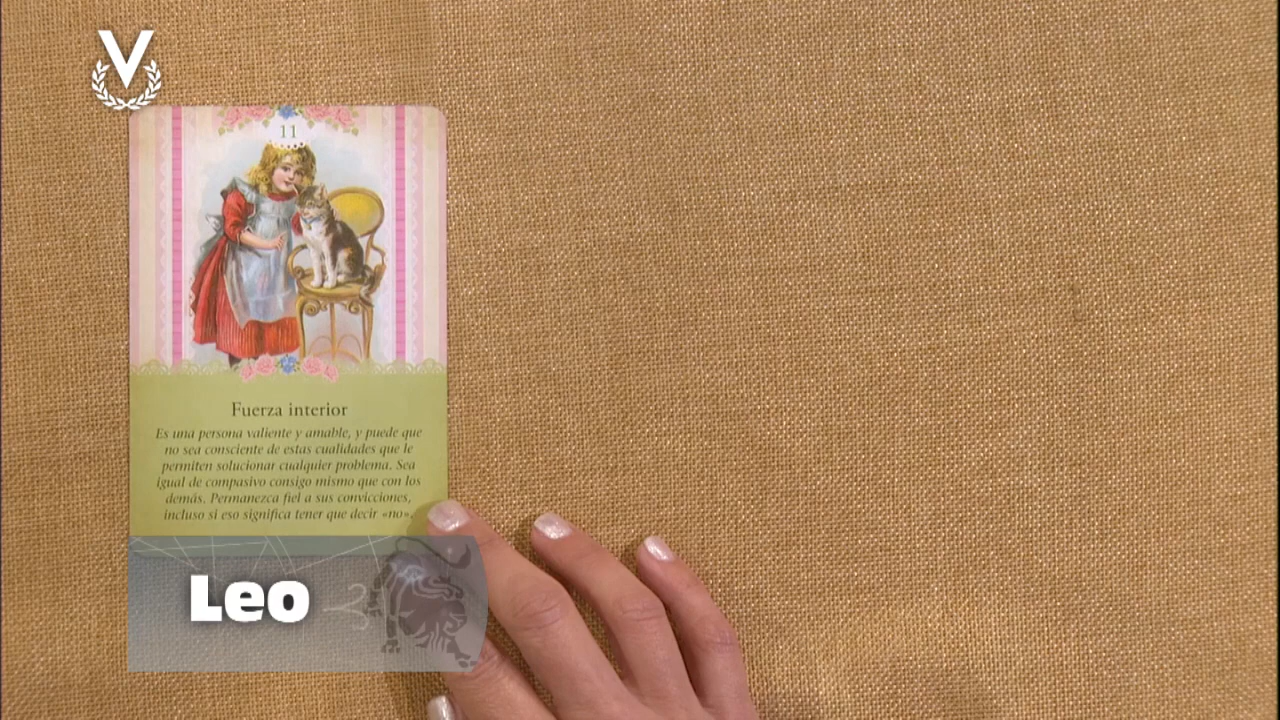 V
11
Fuerza interior
Es una persona valiente y amable, y puede que
no sea consciente de estas cualidades que le
permiten solucionar cualquier problema. Sea
igual de compasivo consigo mismo que con los
demás. Permanezca fiel a sus convicciones,
incluso si eso significa tener que decir «no».
Leo